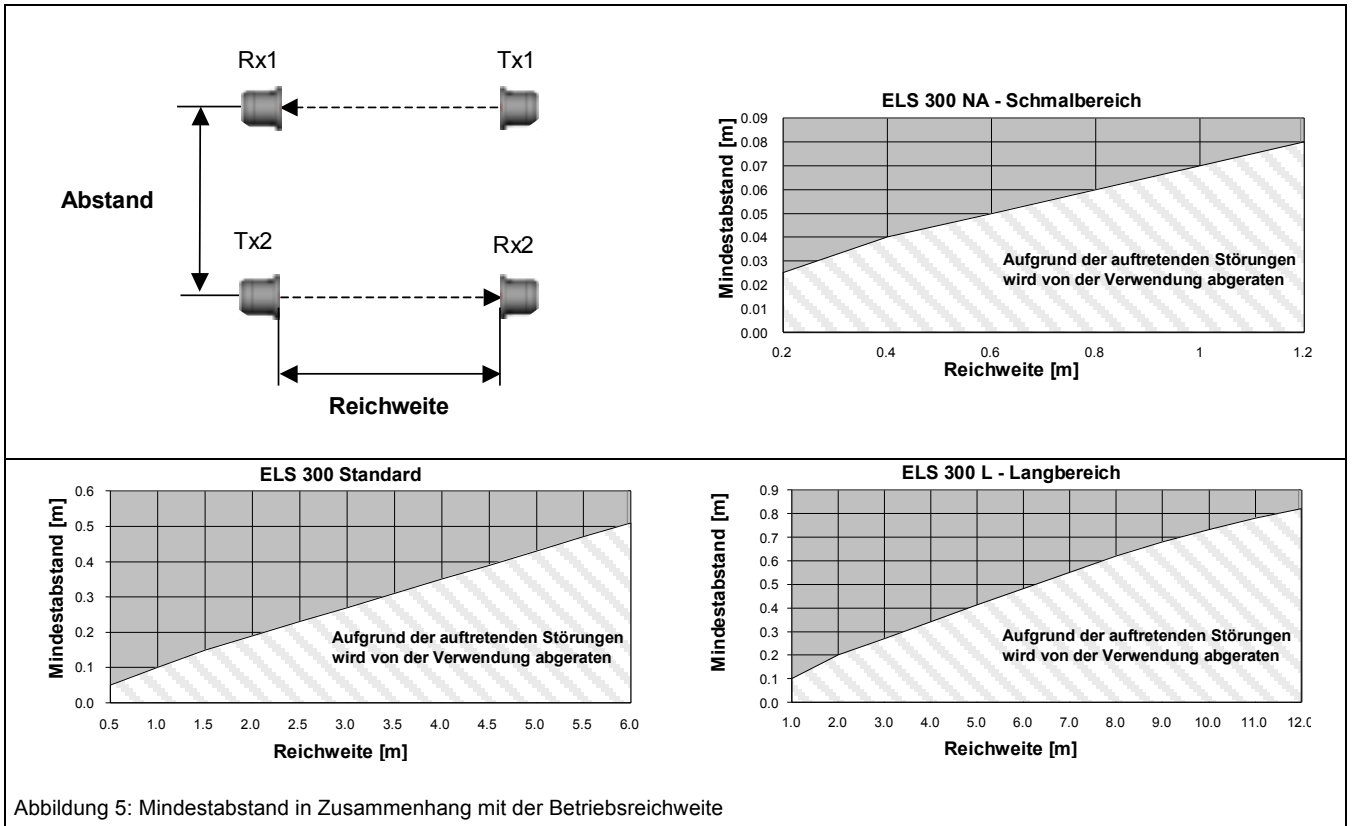 Rx1
Tx1
Abstand
Tx2
Rx2
Reichweite
ELS 300 NA - Schmalbereich
Mindestabstand [m]
0.09
0.08
0.07
0.06
0.05
0.04
0.03
0.02
0.01
0.00
Aufgrund der auftretenden Störungen
wird von der Verwendung abgeraten
0.2 0.4 0.6 0.8 1 1.2
Reichweite [m]
ELS 300 Standard
Mindestabstand [m]
0.6
0.5
0.4
0.3
0.2
0.1
0.0
Aufgrund der auftretenden Störungen
wird von der Verwendung abgeraten
0.5 1.0 1.5 2.0 2.5 3.0 3.5 4.0 4.5 5.0 5.5 6.0
Reichweite [m]
ELS 300 L - Langbereich
Mindestabstand [m]
0.9
0.8
0.7
0.6
0.5
0.4
0.3
0.2
0.1
0.0
Aufgrund der auftretenden Störungen
wird von der Verwendung abgeraten
1.0 2.0 3.0 4.0 5.0 6.0 7.0 8.0 9.0 10.0 11.0 12.0
Reichweite [m]
Abbildung 5: Mindestabstand in Zusammenhang mit der Betriebsreichweite